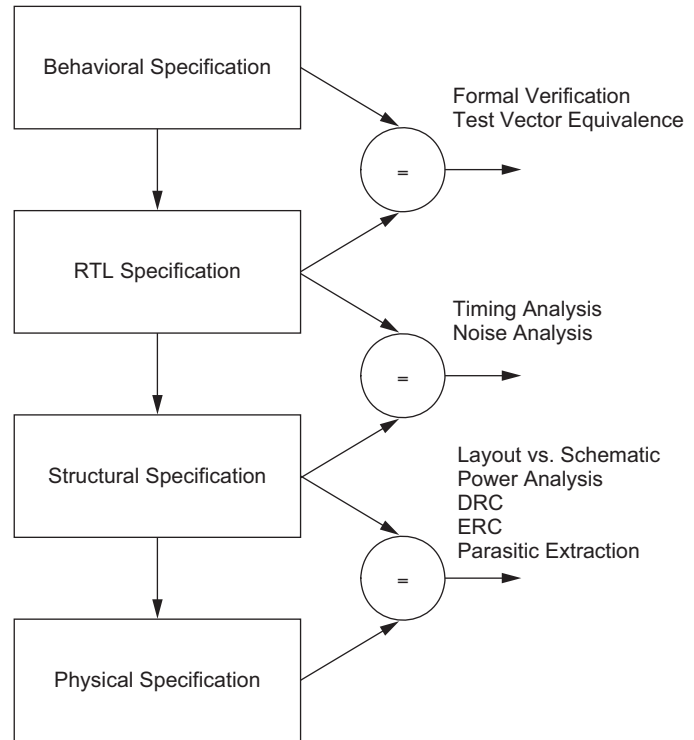 Behavioral Specification
Formal Verification
Test Vector Equivalence
=
RTL Specification
Timing Analysis
Noise Analysis
=
Structural Specification
Layout vs. Schematic
Power Analysis
DRC
ERC
Parasitic Extraction
=
Physical Specification